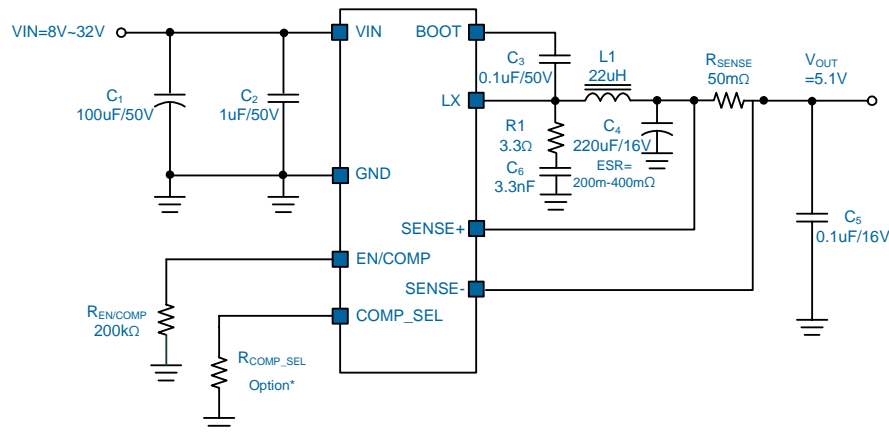 VIN=8V~32V
C1
100uF/50V
C2
1uF/50V
VIN
BOOT
LX
GND
SENSE+
EN/COMP
SENSE-
COMP_SEL
C3
0.1uF/50V
L1
22uH
RSENSE
50mΩ
VOUT
=5.1V
R1
3.3Ω
C4
220uF/16V
C6
3.3nF
ESR=
200m-400mΩ
C5
0.1uF/16V
REN/COMP
200kΩ
RCOMP_SEL
Option*